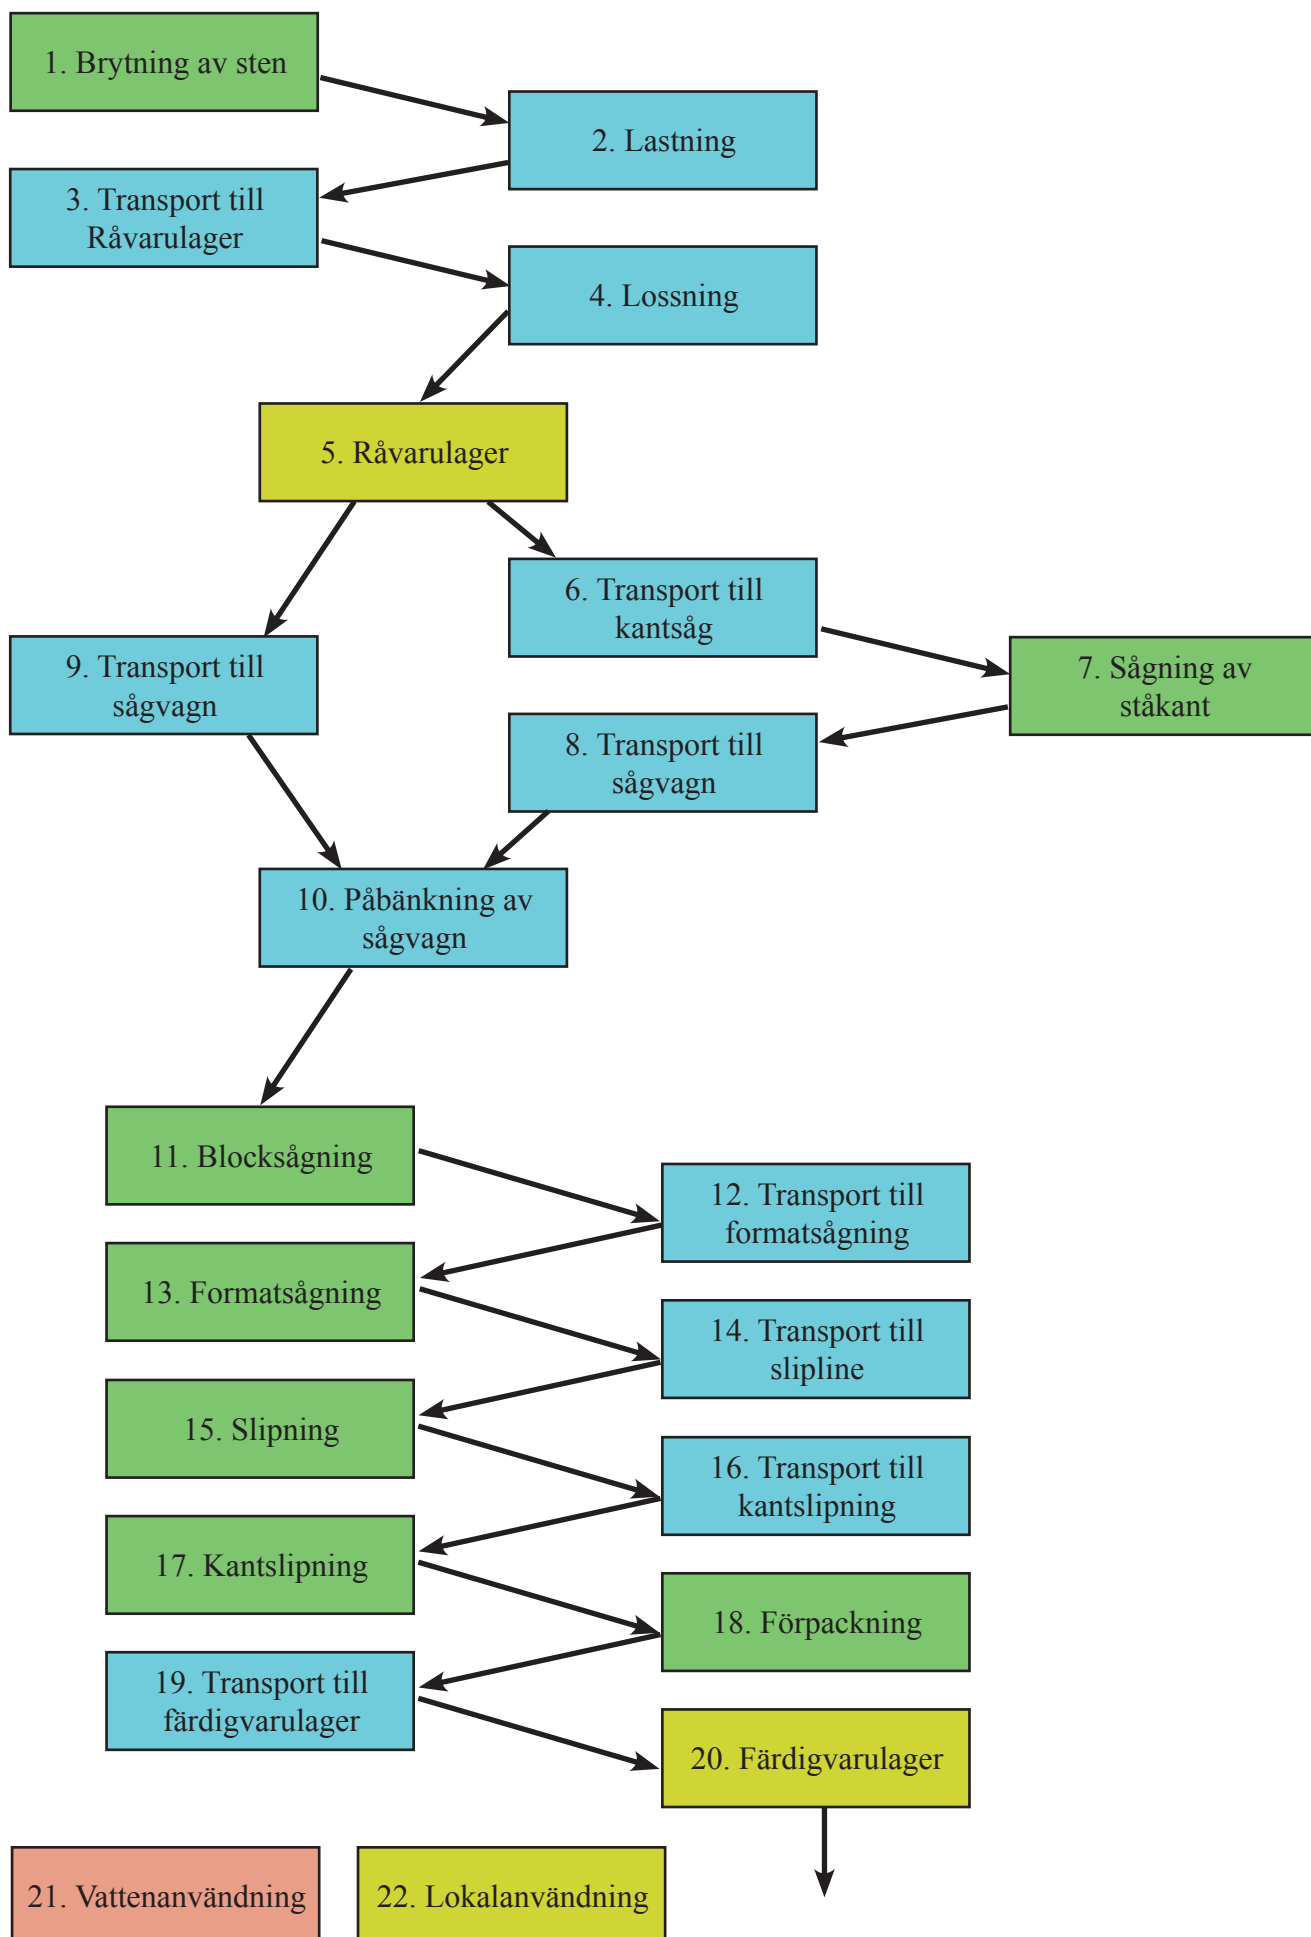 1. Brytning av sten
2. Lastning
3. Transport till
Råvarulager
4. Lossning
5. Råvarulager
6. Transport till
kantsåg
7. Sågning av
ståkant
8. Transport till
sågvagn
9. Transport till
sågvagn
10. Påbänkning av
sågvagn
11. Blocksågning
12. Transport till
formatsågning
13. Formatsågning
14. Transport till
slipline
15. Slipning
16. Transport till
kantslipning
17. Kantslipning
18. Förpackning
19. Transport till
färdigvarulager
20. Färdigvarulager
21. Vattenanvändning
22. Lokalanvändning